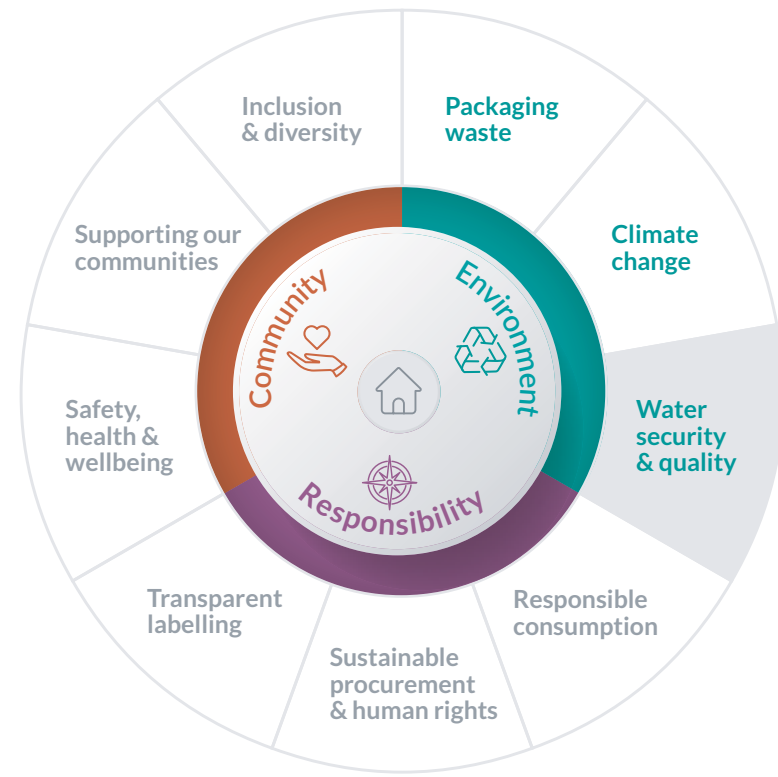 Inclusion
& diversity
Packaging
waste
Supporting our
communities
Climate
change
Community
Environment
Safety,
health &
wellbeing
Water
security
& quality
Responsibility
Transparent
labelling
Responsible
consumption
Sustainable
procurement
& human rights